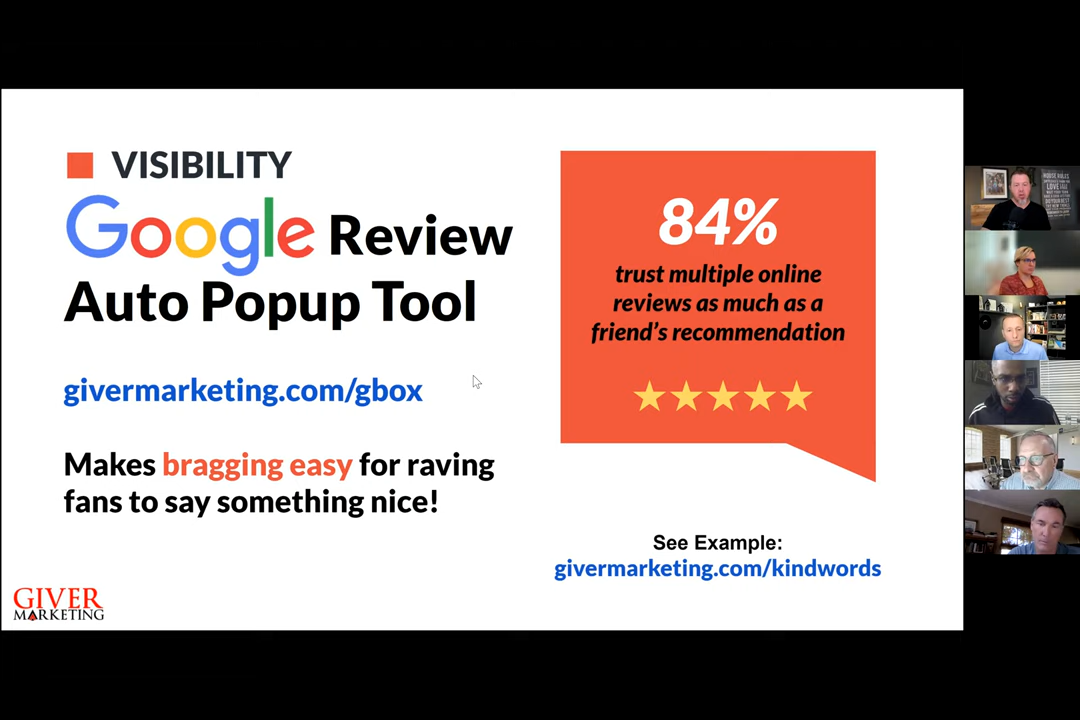 VISIBILITY
Google Review
Auto Popup Tool
givermarketing.com/gbox
Makes bragging easy for raving
fans to say something nice!
84%
trust multiple online
reviews as much as a
friend's recommendation
See Example:
givermarketing.com/kindwords
GIVER
MARKETING